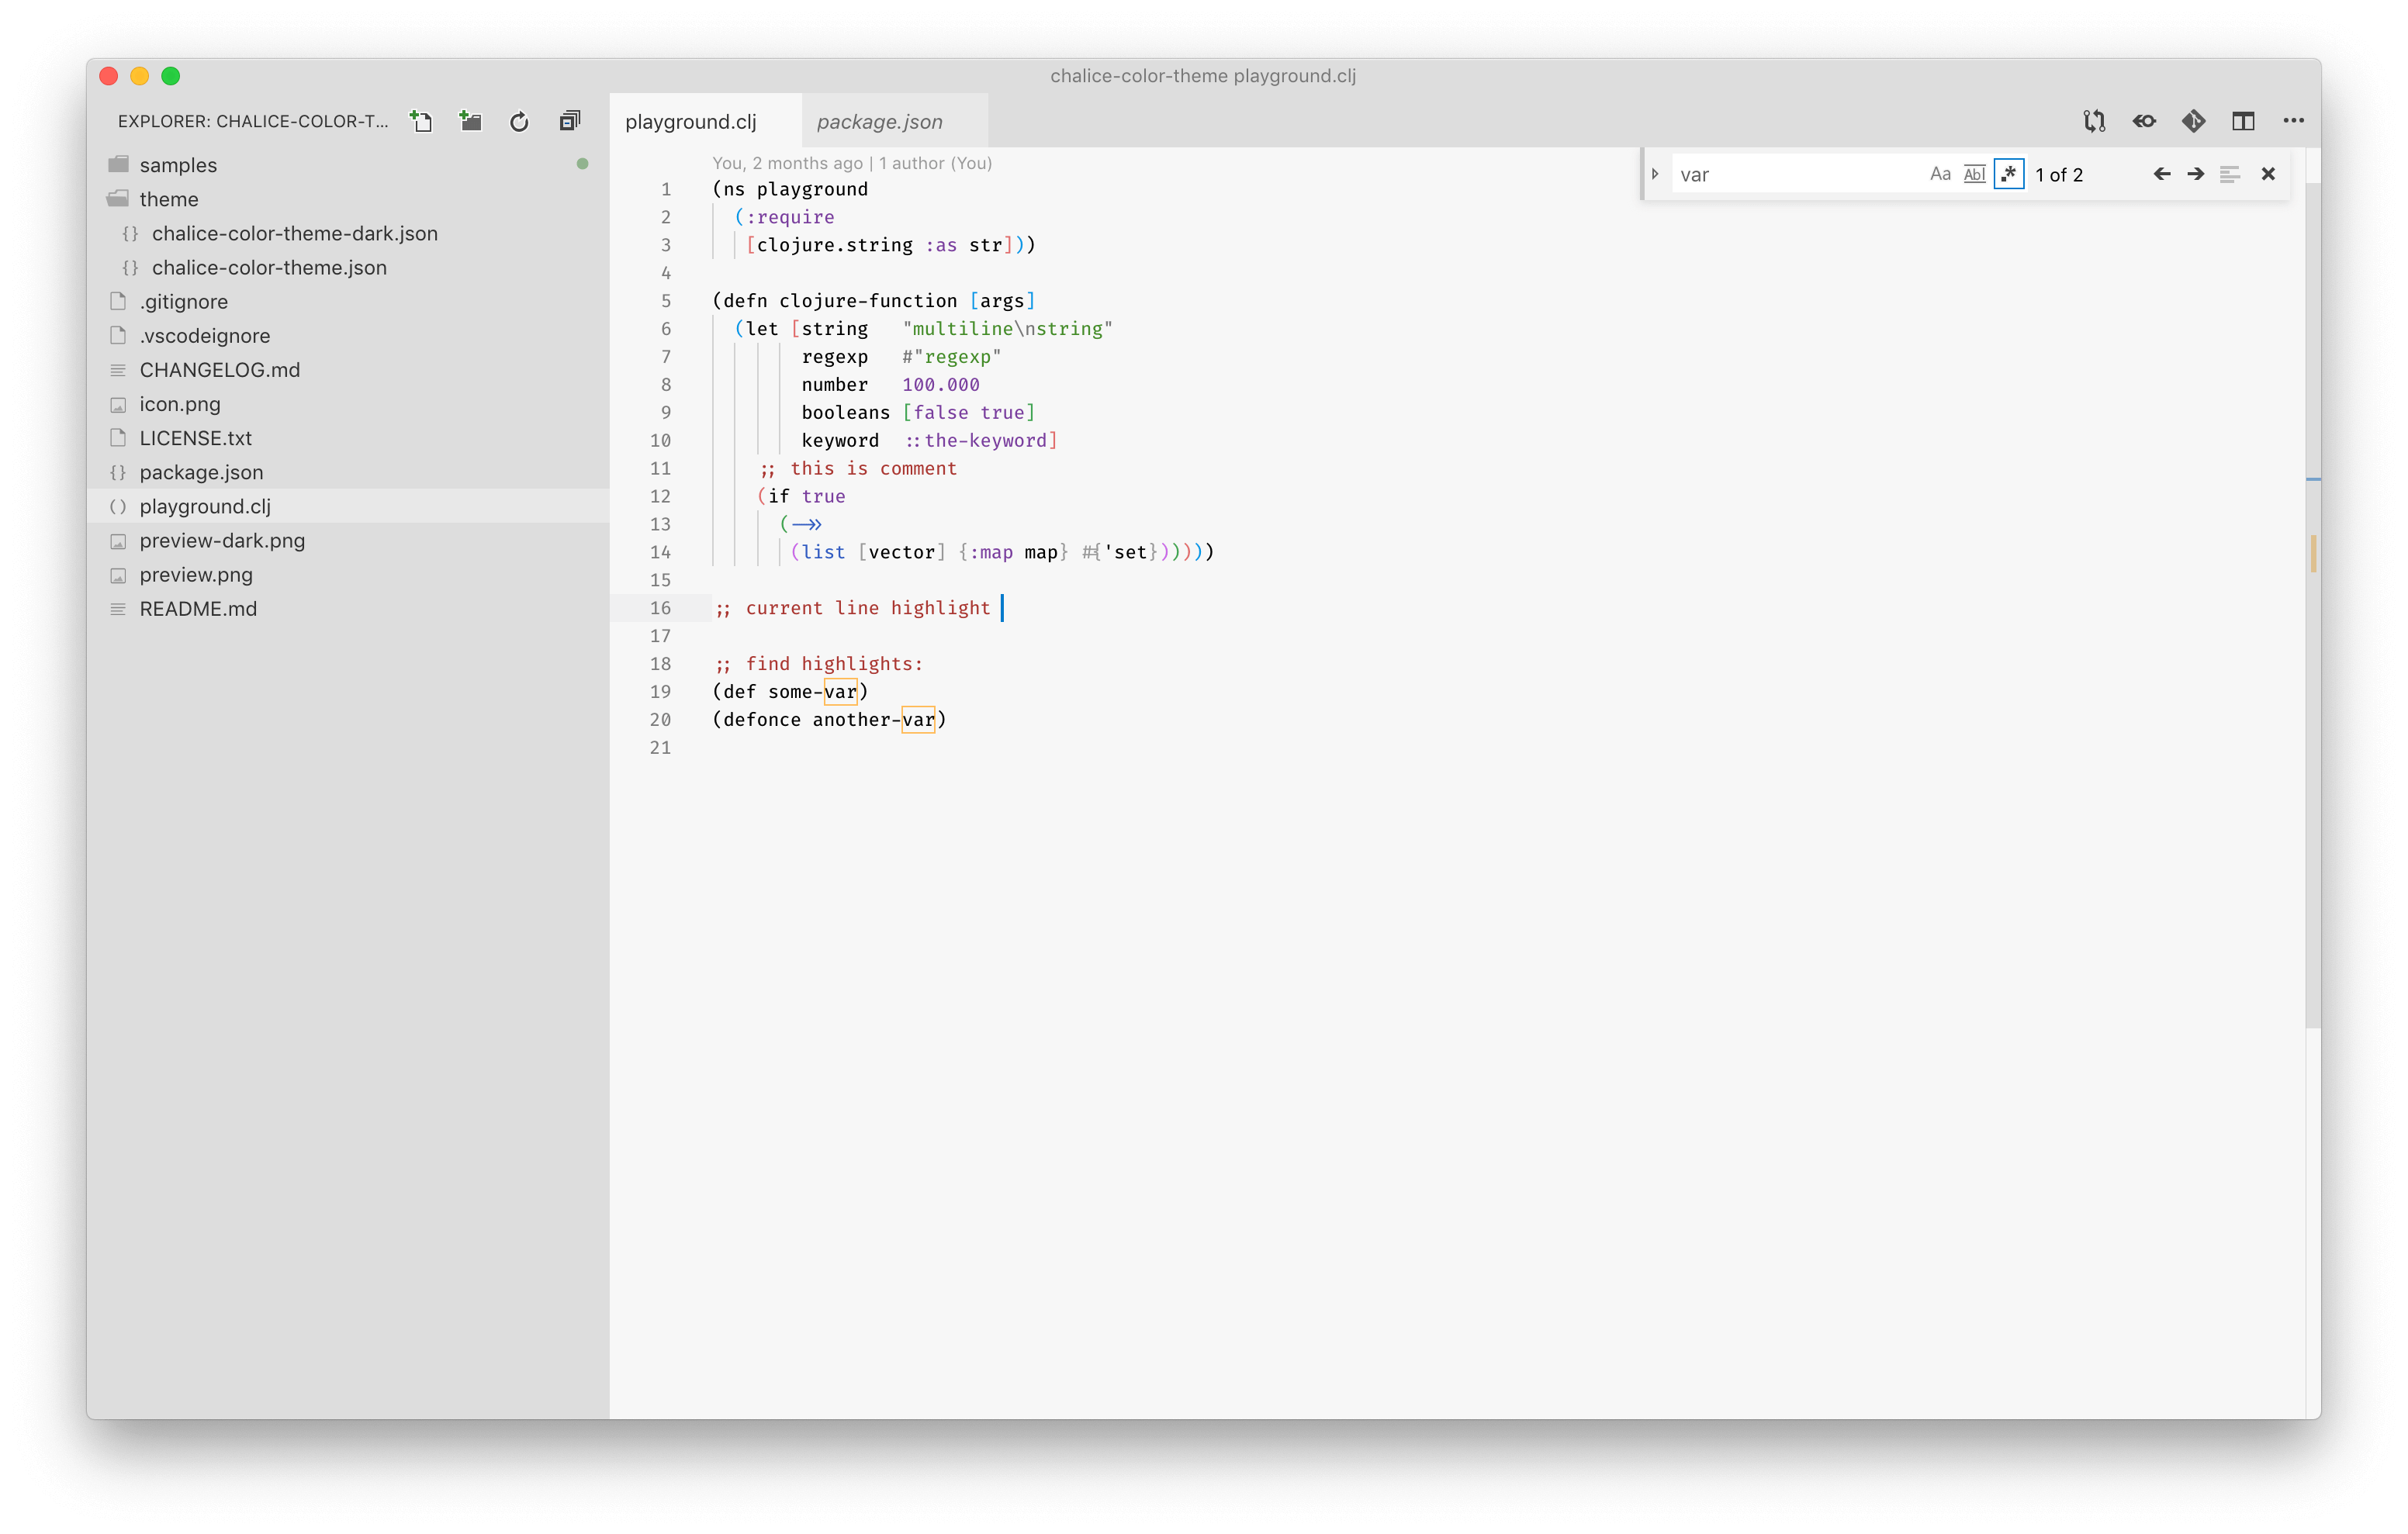 chalice-color-theme playground.clj
EXPLORER: CHALICE-COLOR-T...
samples
theme
{} chalice-color-theme-dark.json
{} chalice-color-theme.json
.gitignore
.vscodeignore
CHANGELOG.md
icon.png
LICENSE.txt
{} package.json
() playground.clj
preview-dark.png
preview.png
README.md
playground.clj package.json
var Aa Abl .* 1 of 2
You, 2 months ago | 1 author (You)
1 (ns playground
2   (:require
3    [clojure.string :as str]))
4
5 (defn clojure-function [args]
6   (let [string   "multiline\nstring"
7         regexp   #"regexp"
8         number   100.000
9         booleans [false true]
10         keyword  ::the-keyword]
11     ;; this is comment
12     (if true
13       (->>
14        (list [vector] {:map map} #{'set})))))
15
16 ;; current line highlight
17
18 ;; find highlights:
19 (def some-var)
20 (defonce another-var)
21